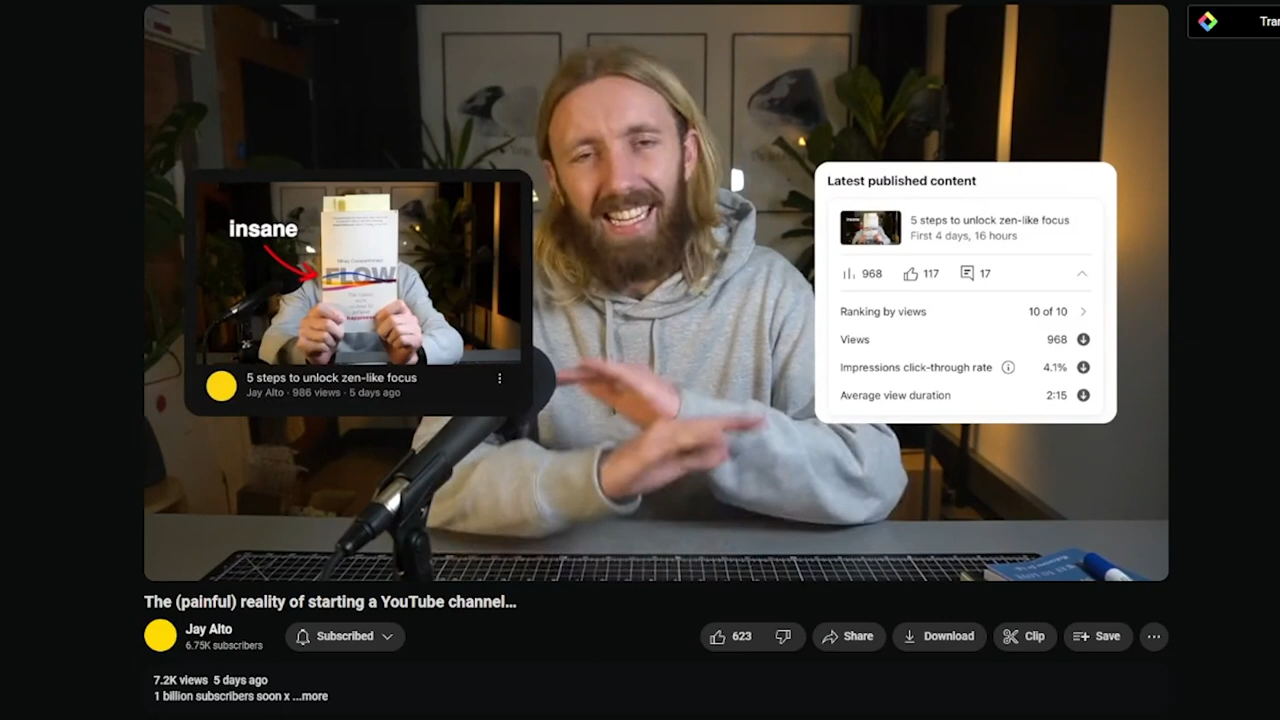 Tran
insane
FLOW
5 steps to unlock zen-like focus
Jay Alto · 986 views · 5 days ago
Latest published content
5 steps to unlock zen-like focus
First 4 days, 16 hours
968 117 17
Ranking by views 10 of 10
Views 968
Impressions click-through rate 4.1%
Average view duration 2:15
The (painful) reality of starting a YouTube channel...
Jay Alto
6.75K subscribers
Subscribed
623
Share
Download
Clip
Save
7.2K views 5 days ago
1 billion subscribers soon x ...more